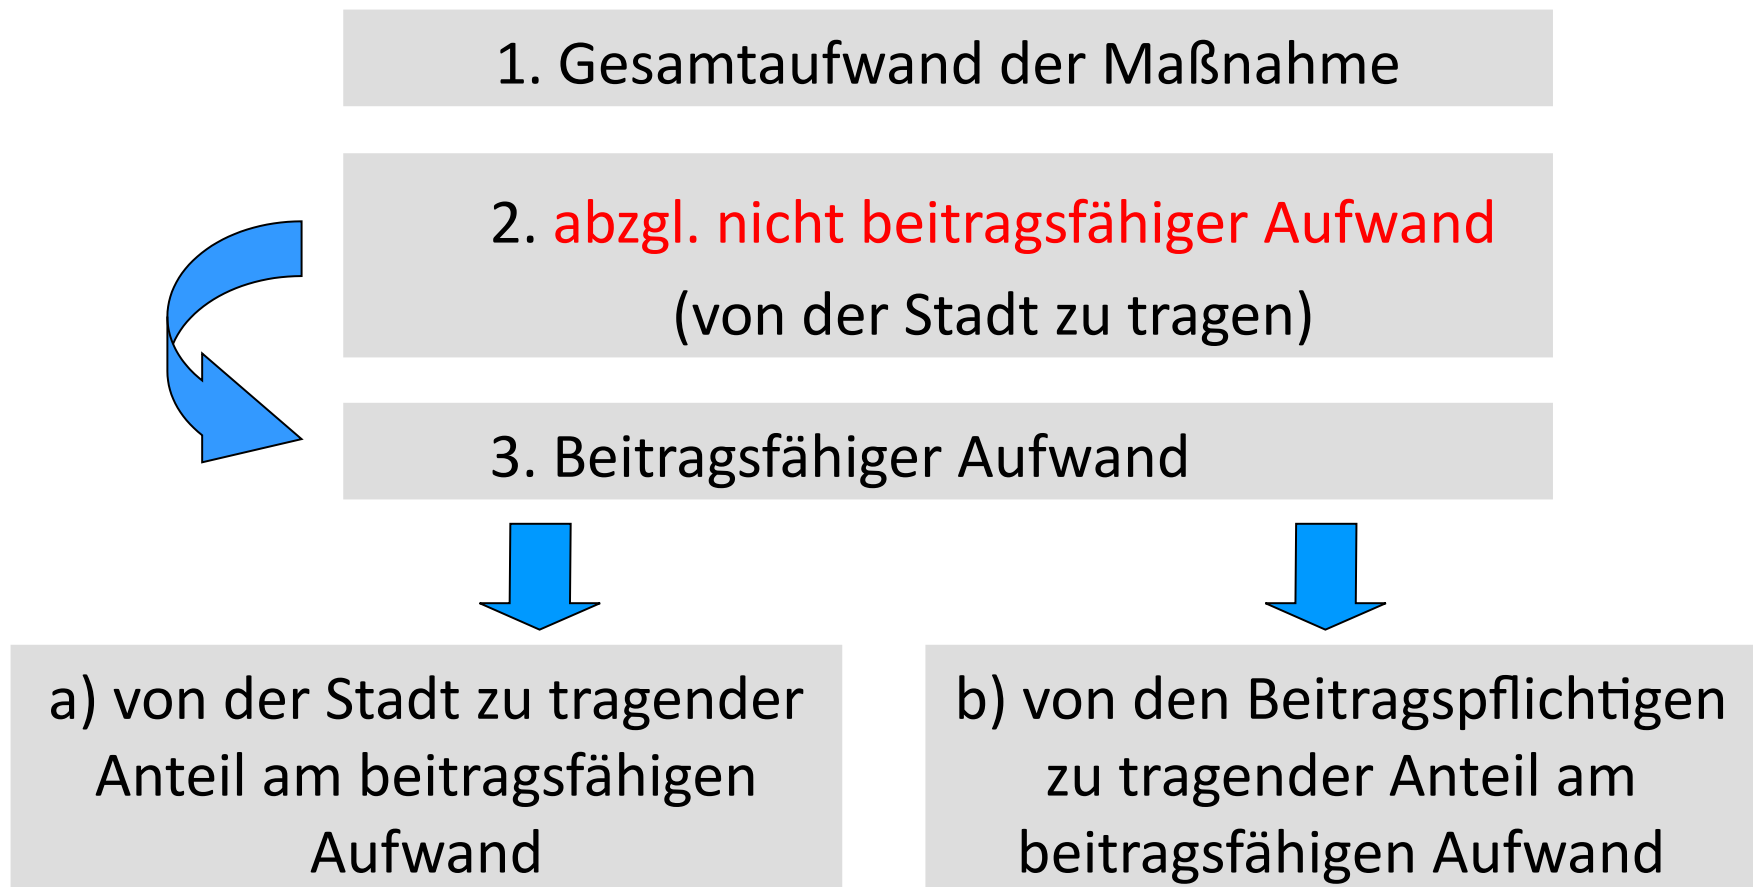 1. Gesamtaufwand der Maßnahme
2. abzgl. nicht beitragsfähiger Aufwand
(von der Stadt zu tragen)
3. Beitragsfähiger Aufwand
a) von der Stadt zu tragender
Anteil am beitragsfähigen
Aufwand
b) von den Beitragspflichtigen
zu tragender Anteil am
beitragsfähigen Aufwand